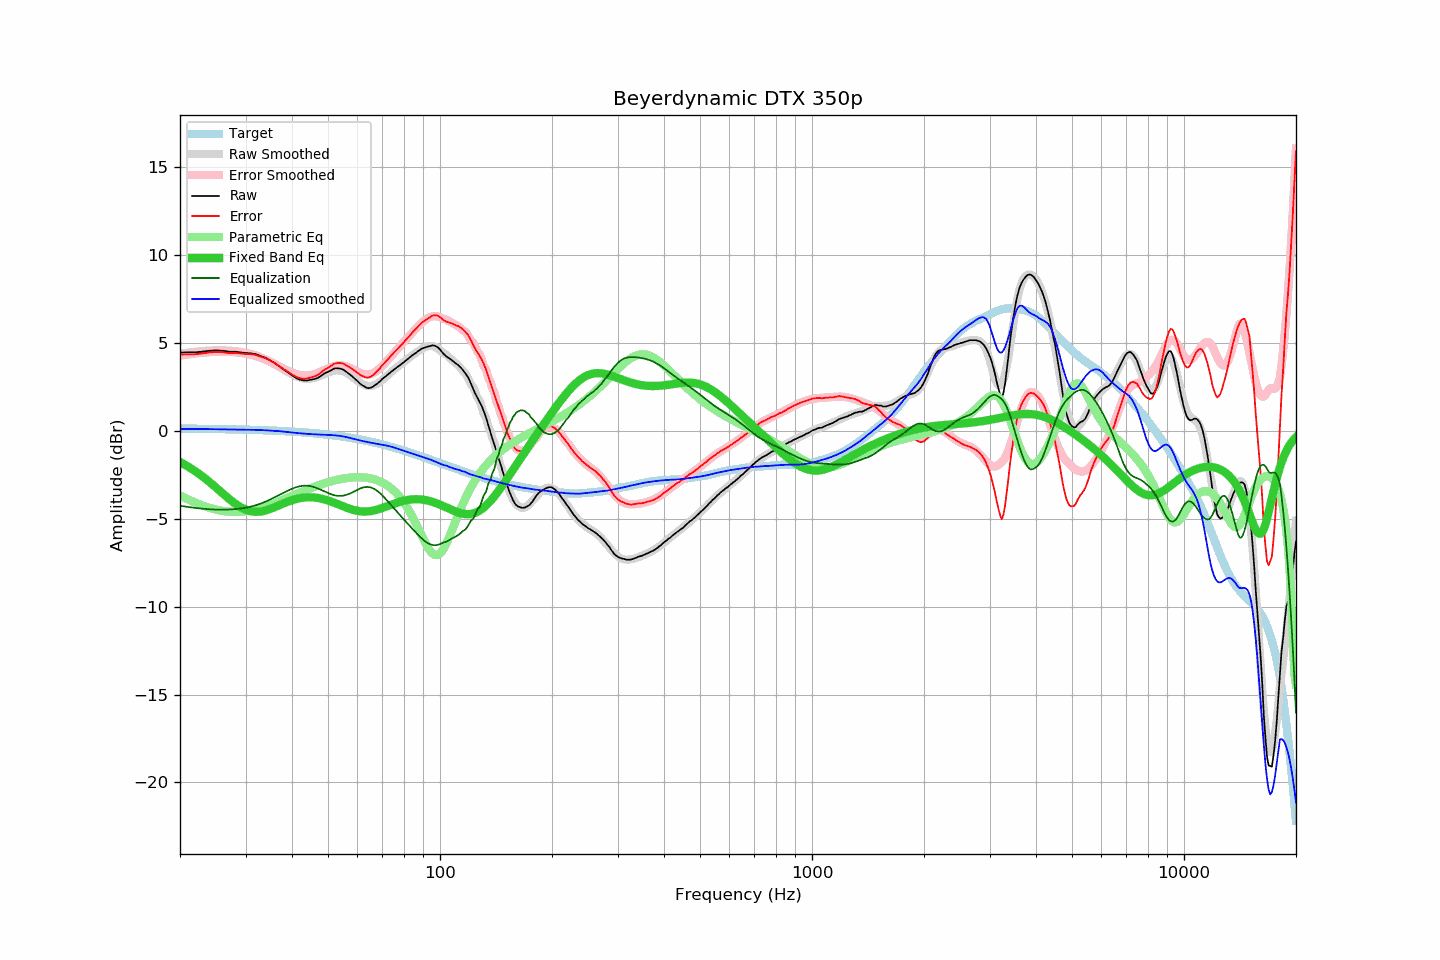 Beyerdynamic DTX 350p
Target
Raw Smoothed
Error Smoothed
Raw
Error
Parametric Eq
Fixed Band Eq
Equalization
Equalized smoothed
15
10
5
0
−5
−10
−15
−20
Amplitude (dBr)
100
1000
10000
Frequency (Hz)